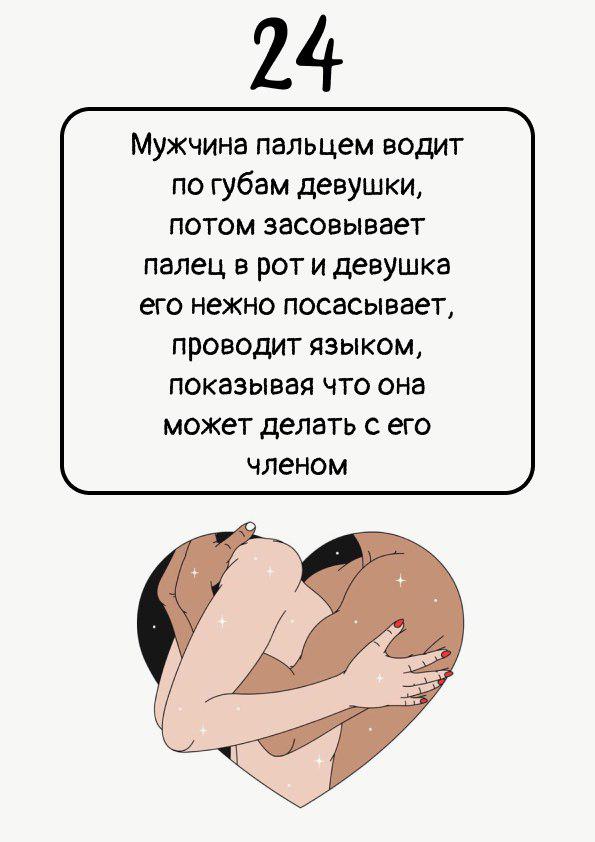 24
Мужчина пальцем водит
по губам девушки,
потом засовывает
палец в рот и девушка
его нежно посасывает,
проводит языком,
показывая что она
может делать с его
членом